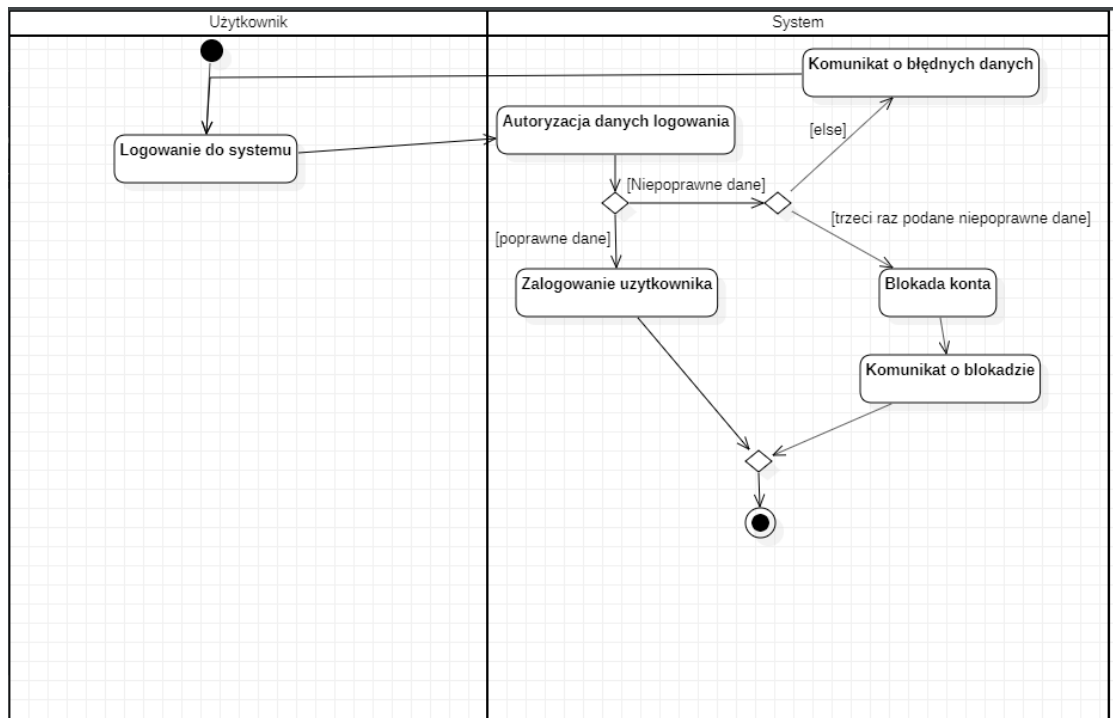 Użytkownik
System
Komunikat o błędnych danych
Autoryzacja danych logowania
[else]
Logowanie do systemu
[Niepoprawne dane]
[trzeci raz podane niepoprawne dane]
[poprawne dane]
Zalogowanie uzytkownika
Blokada konta
Komunikat o blokadzie